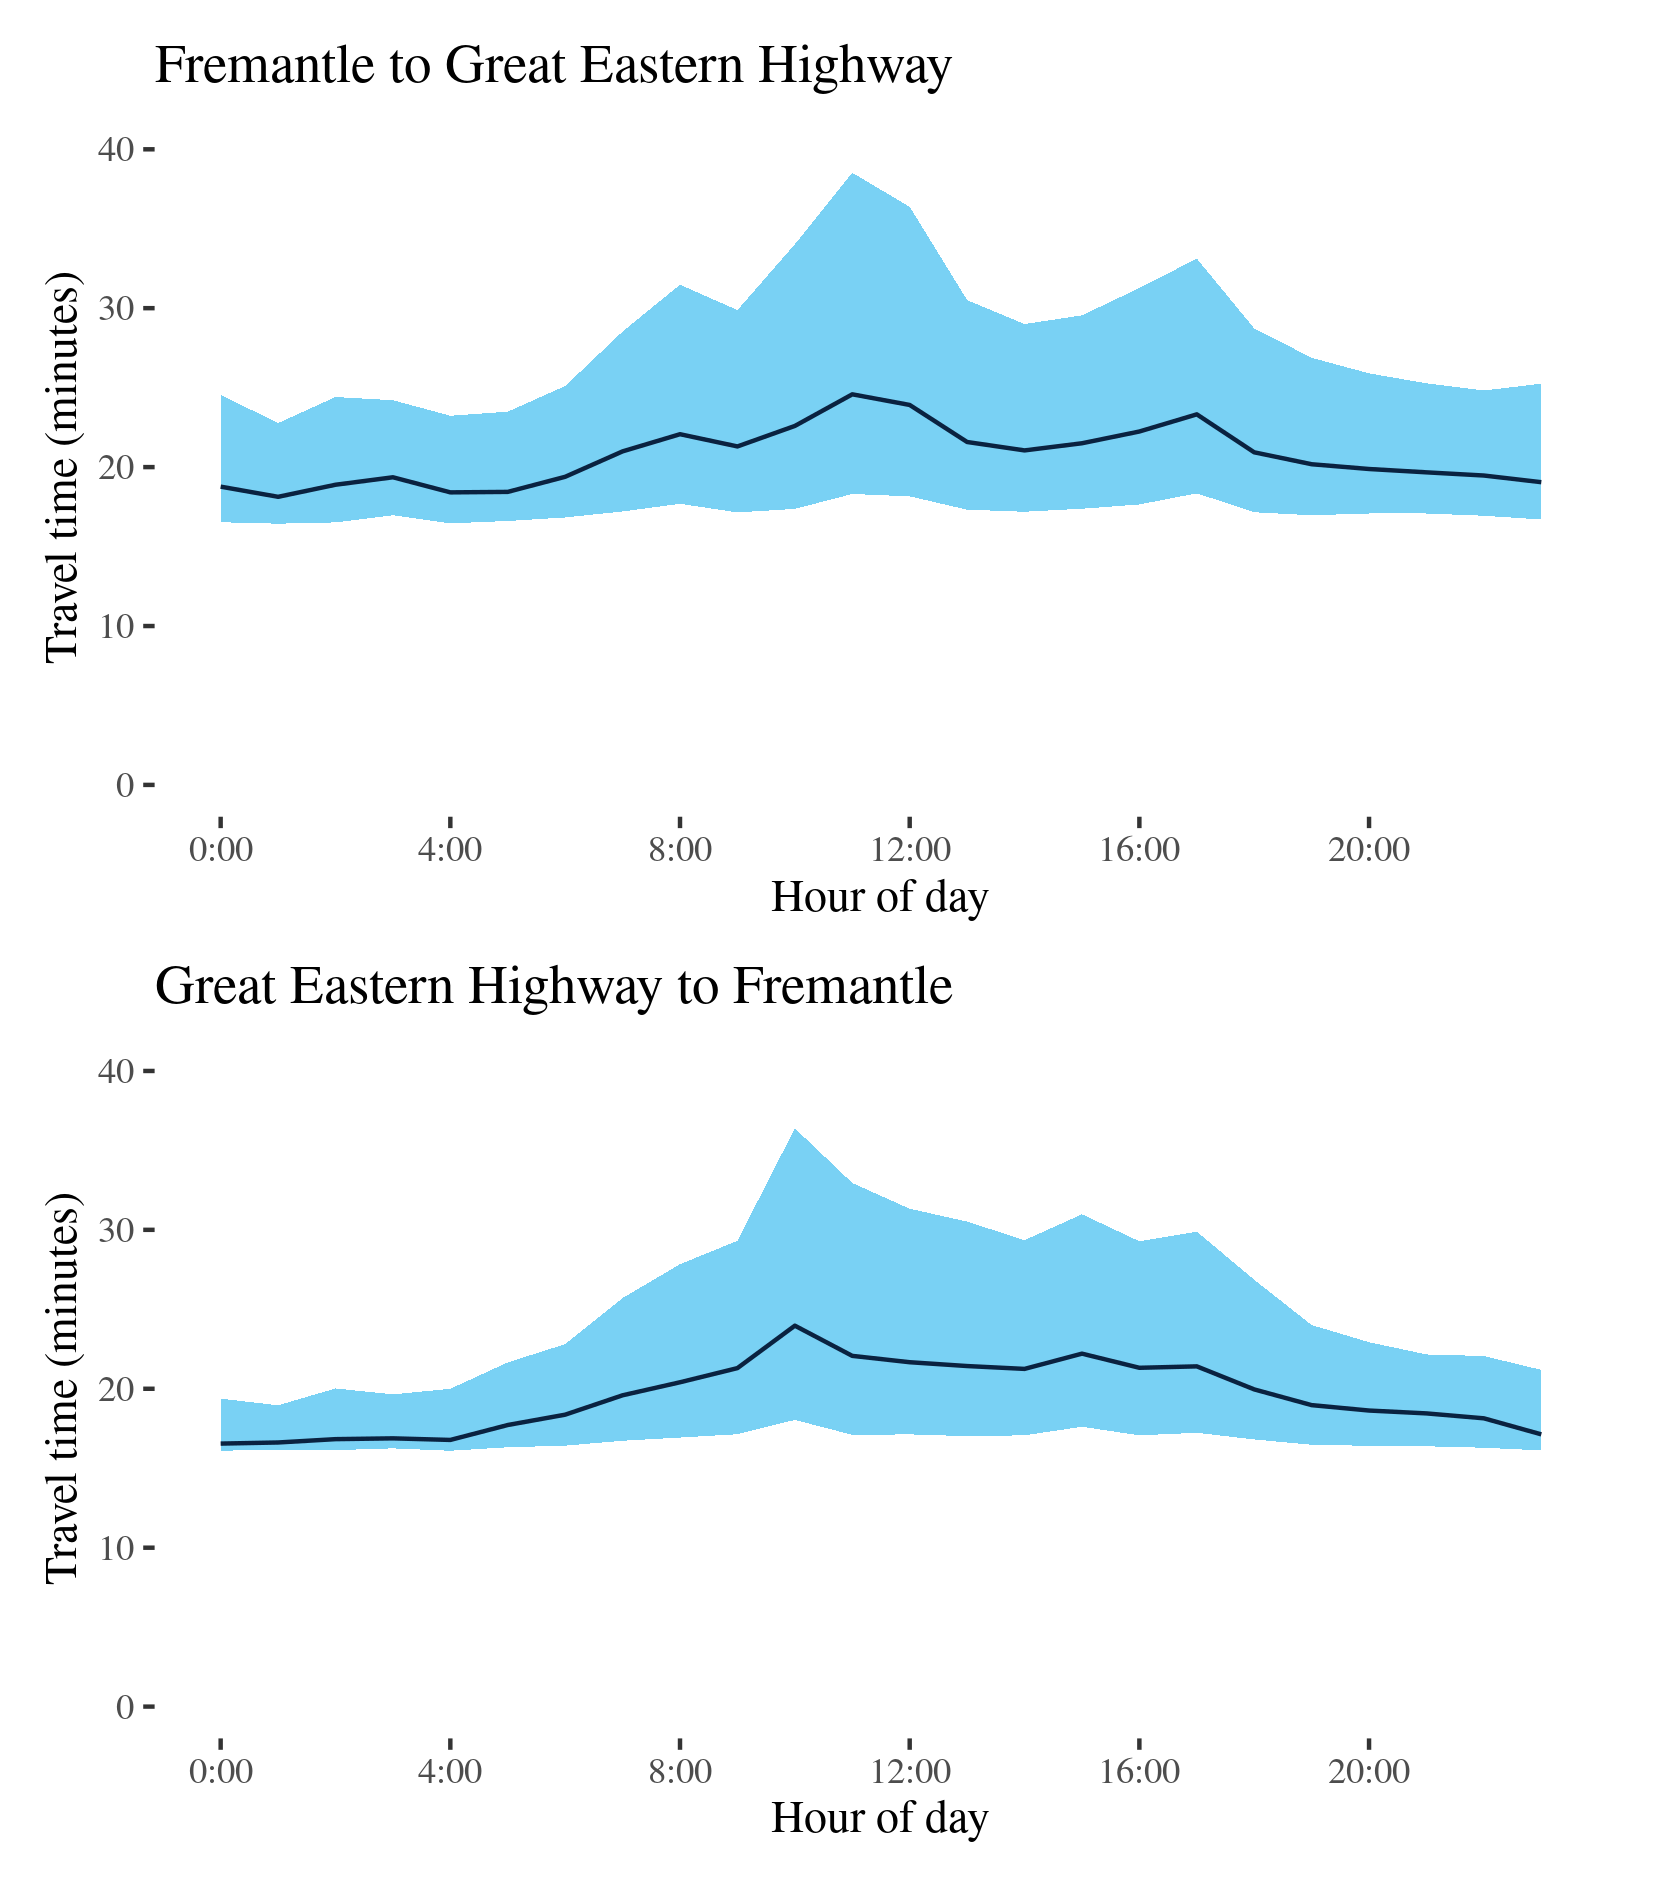 Fremantle to Great Eastern Highway
Travel time (minutes)
40
30
20
10
0
0:00 4:00 8:00 12:00 16:00 20:00
Hour of day
Great Eastern Highway to Fremantle
Travel time (minutes)
40
30
20
10
0
0:00 4:00 8:00 12:00 16:00 20:00
Hour of day